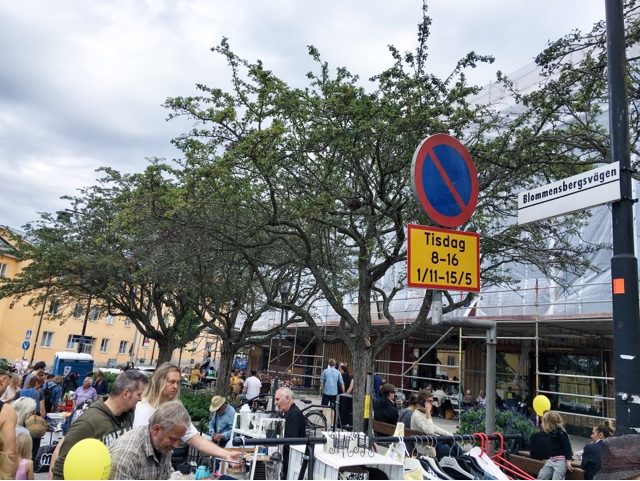 Blommensbergsvägen
Tisdag
8-16
1/11-15/5